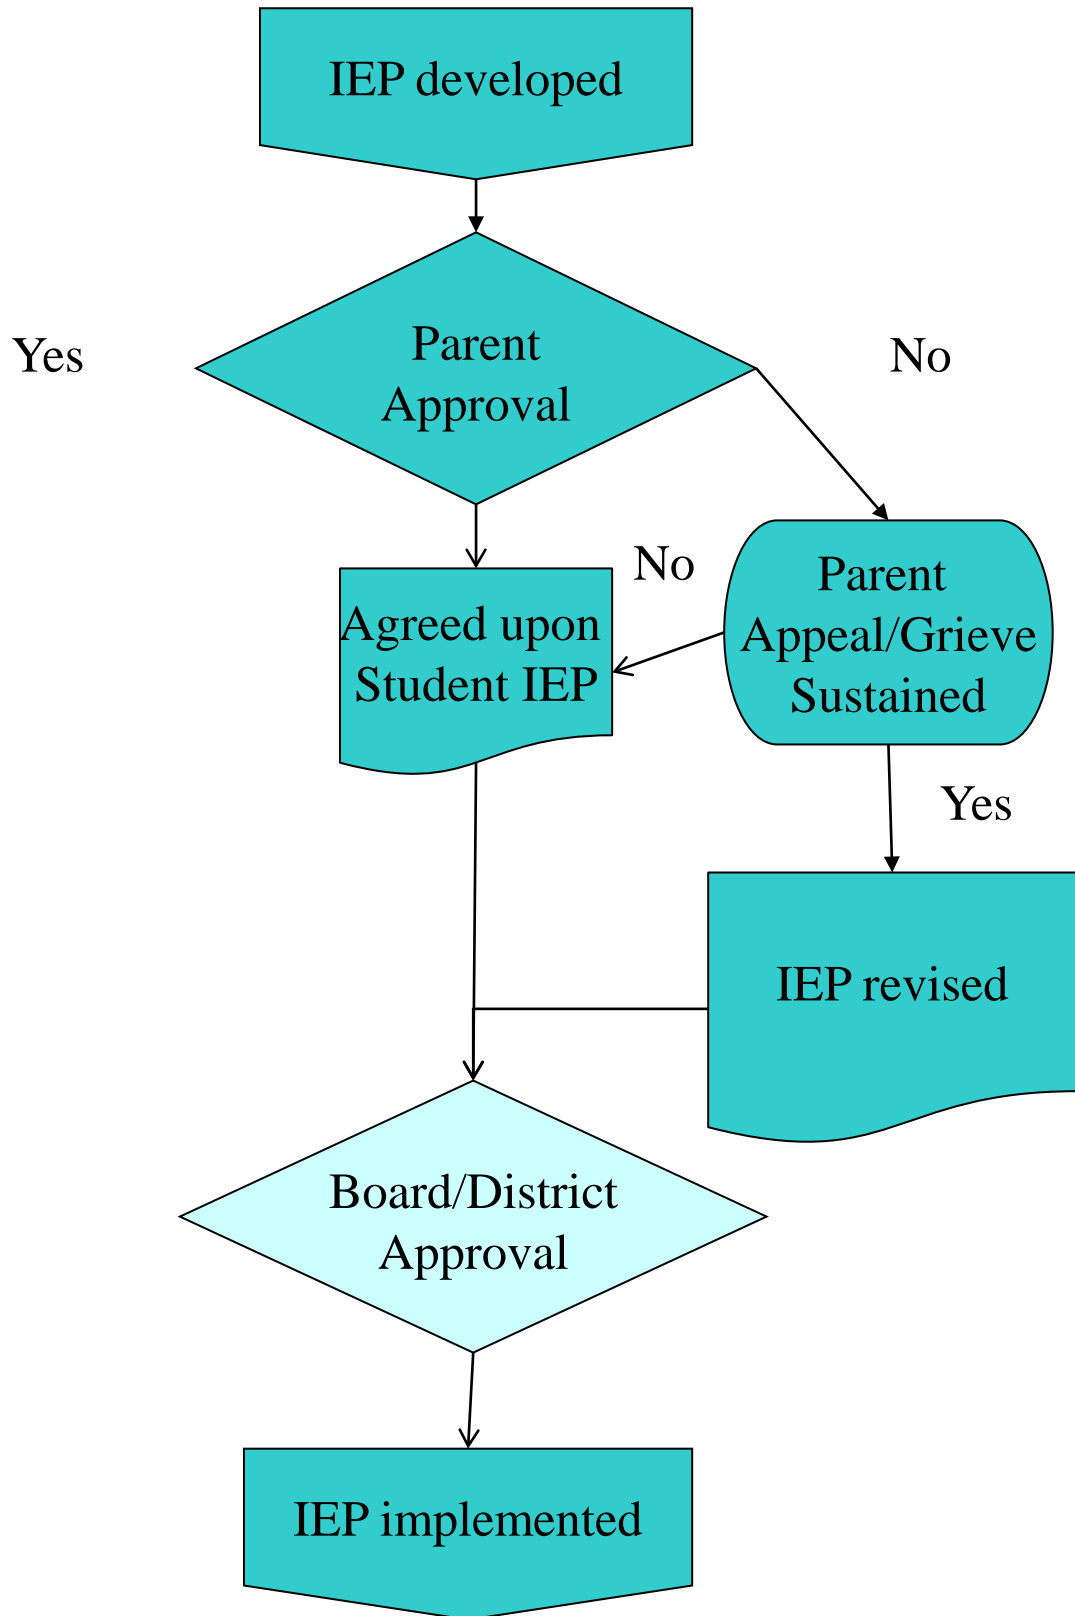 IEP developed
Yes
Parent
Approval
No
Agreed upon
Student IEP
No
Parent
Appeal/Grieve
Sustained
Yes
IEP revised
Board/District
Approval
IEP implemented